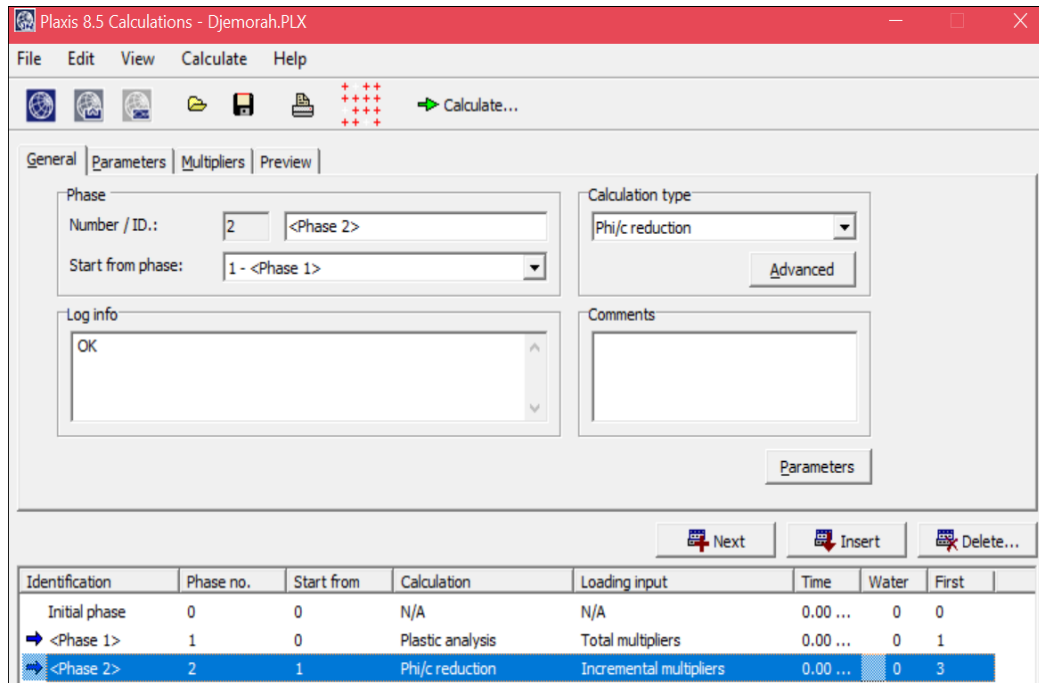 Plaxis 8.5 Calculations - Djemorah.PLX
File Edit View Calculate Help
Calculate...
General Parameters Multipliers Preview
Phase
Number / ID.: 2 <Phase 2>
Start from phase: 1 - <Phase 1>
Calculation type
Phi/c reduction
Advanced
Log info
OK
Comments
Parameters
Next Insert Delete...
Identification Phase no. Start from Calculation Loading input Time Water First
Initial phase 0 0 N/A N/A 0.00 ... 0 0
<Phase 1> 1 0 Plastic analysis Total multipliers 0.00 ... 0 1
<Phase 2> 2 1 Phi/c reduction Incremental multipliers 0.00 ... 0 3